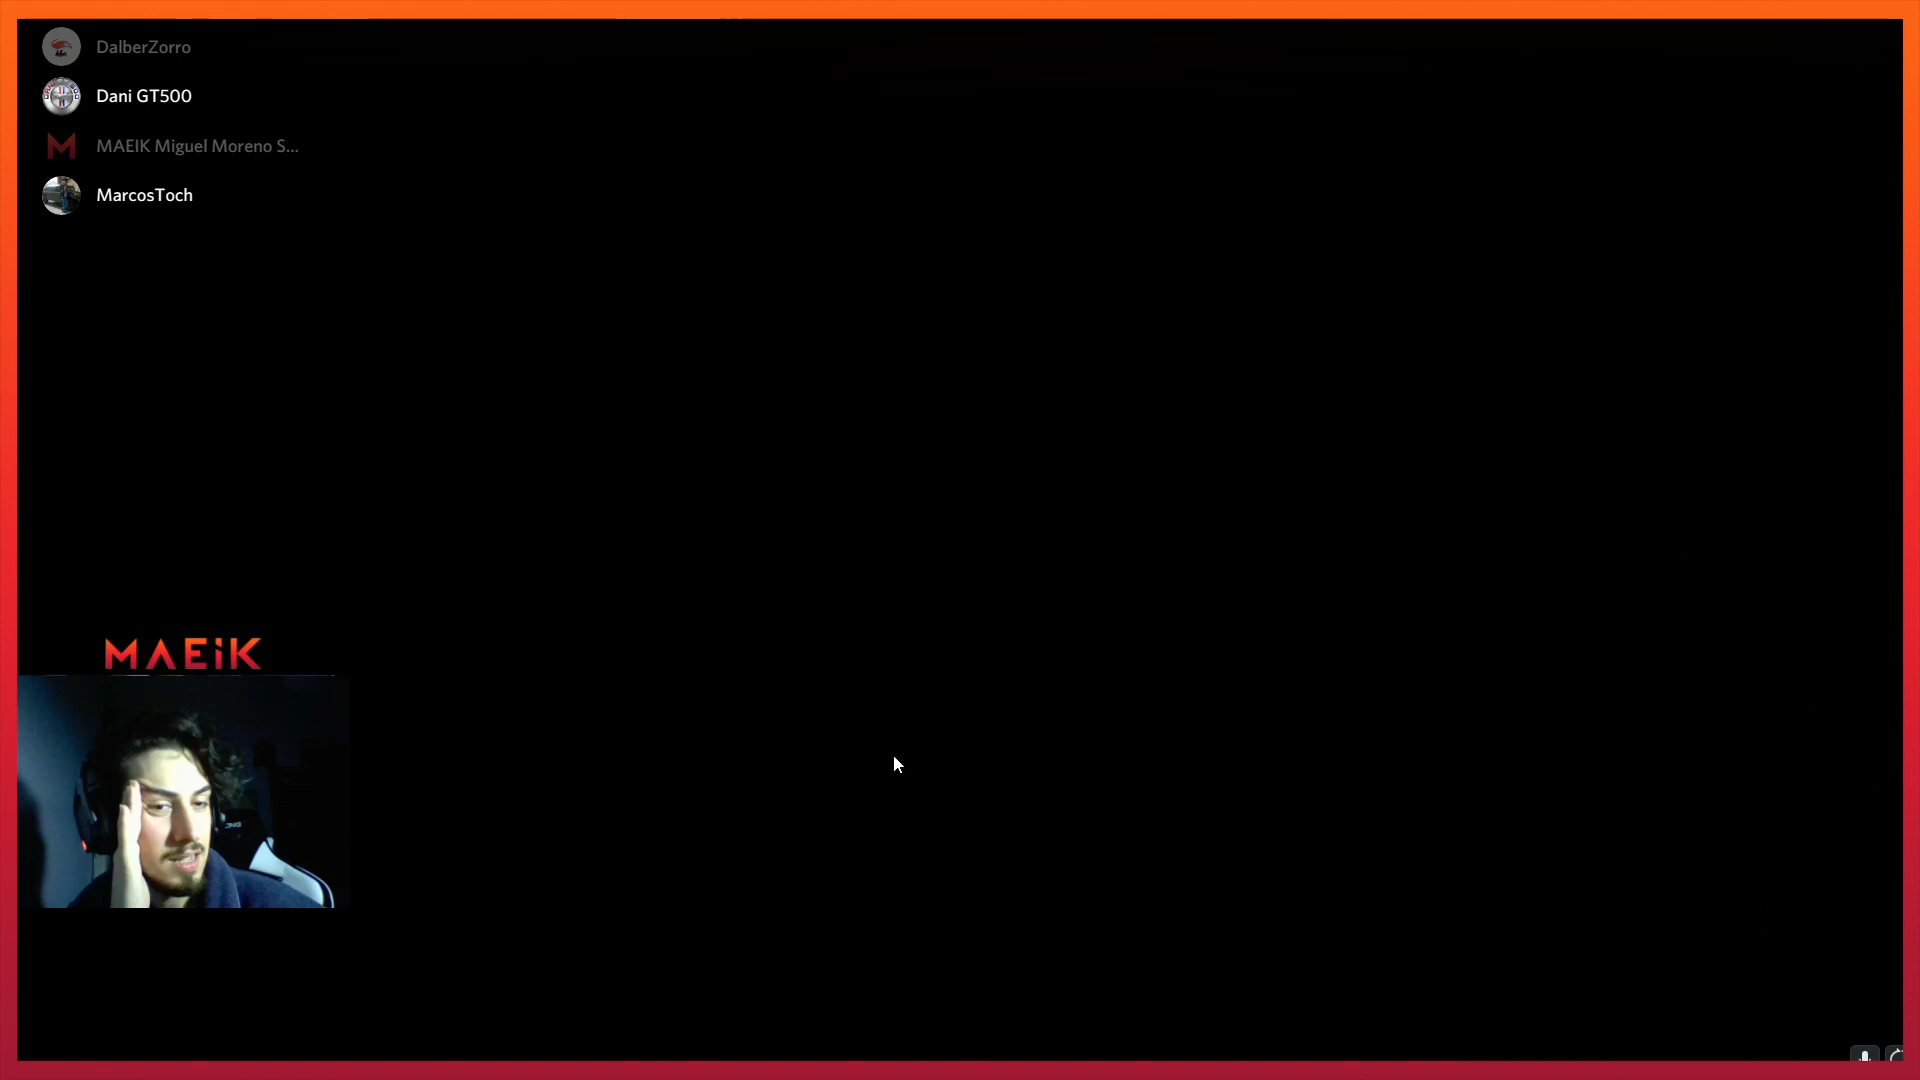 DalberZorro
Dani GT500
MAEIK Miguel Moreno S...
MarcosToch
MAEiK